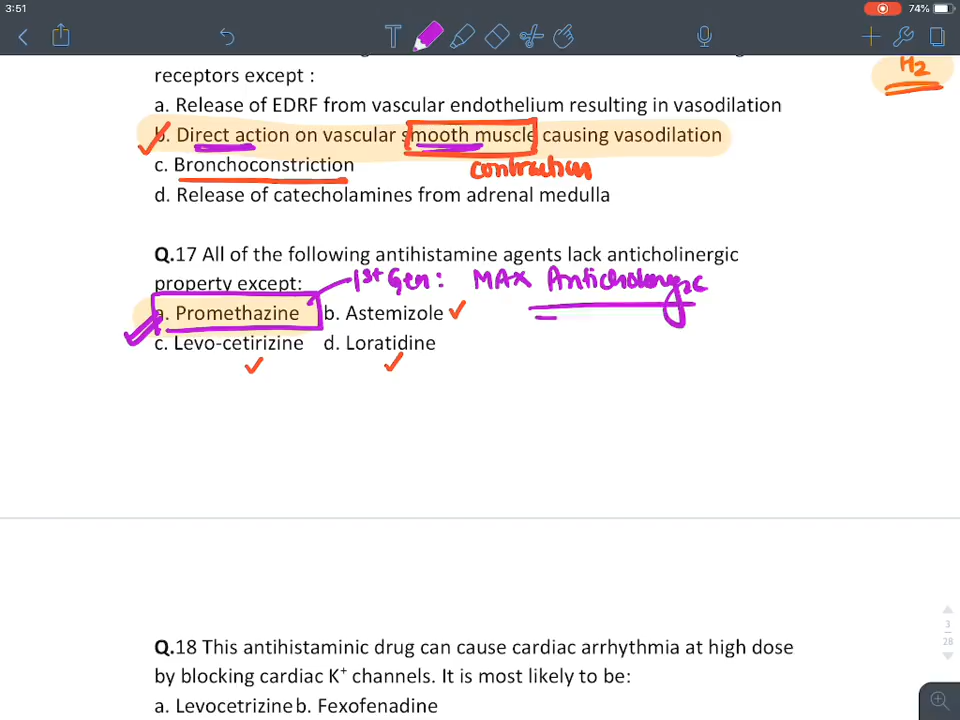 3:51
74%
H2
receptors except :
a. Release of EDRF from vascular endothelium resulting in vasodilation
b. Direct action on vascular smooth muscle causing vasodilation
c. Bronchoconstriction
contraction
d. Release of catecholamines from adrenal medulla
Q.17 All of the following antihistamine agents lack anticholinergic
property except:
1st Gen: MAX Anticholengic
a. Promethazine b. Astemizole
c. Levo-cetirizine d. Loratidine
3
28
Q.18 This antihistaminic drug can cause cardiac arrhythmia at high dose
by blocking cardiac K+ channels. It is most likely to be:
a. Levocetrizine b. Fexofenadine